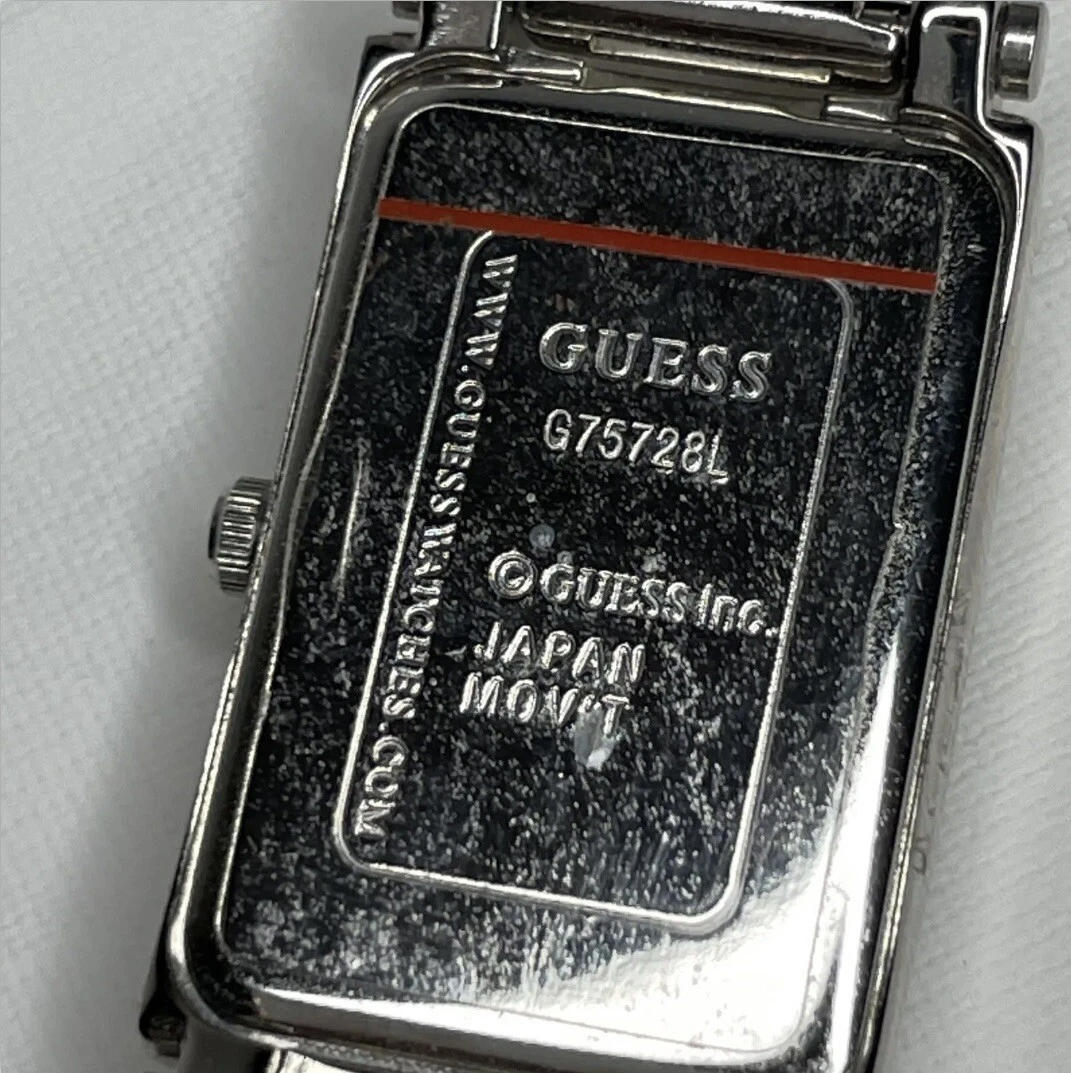 GUESS
G75728L
©GUESS Inc.
JAPAN
MOV'T
WWW.GUESSWATCHES.COM